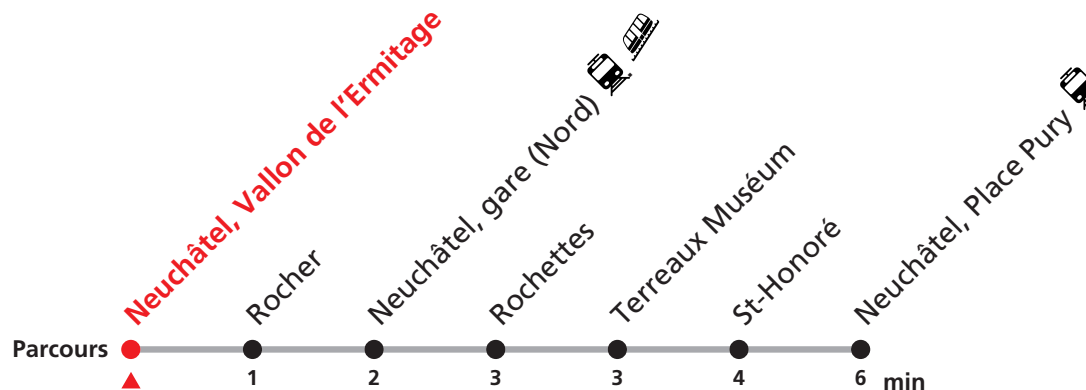 Neuchâtel, Vallon de l'Ermitage
Rocher
Neuchâtel, gare (Nord)
Rochettes
Terreaux Muséum
St-Honoré
Neuchâtel, Place Pury
Parcours
1 2 3 3 4 6 min